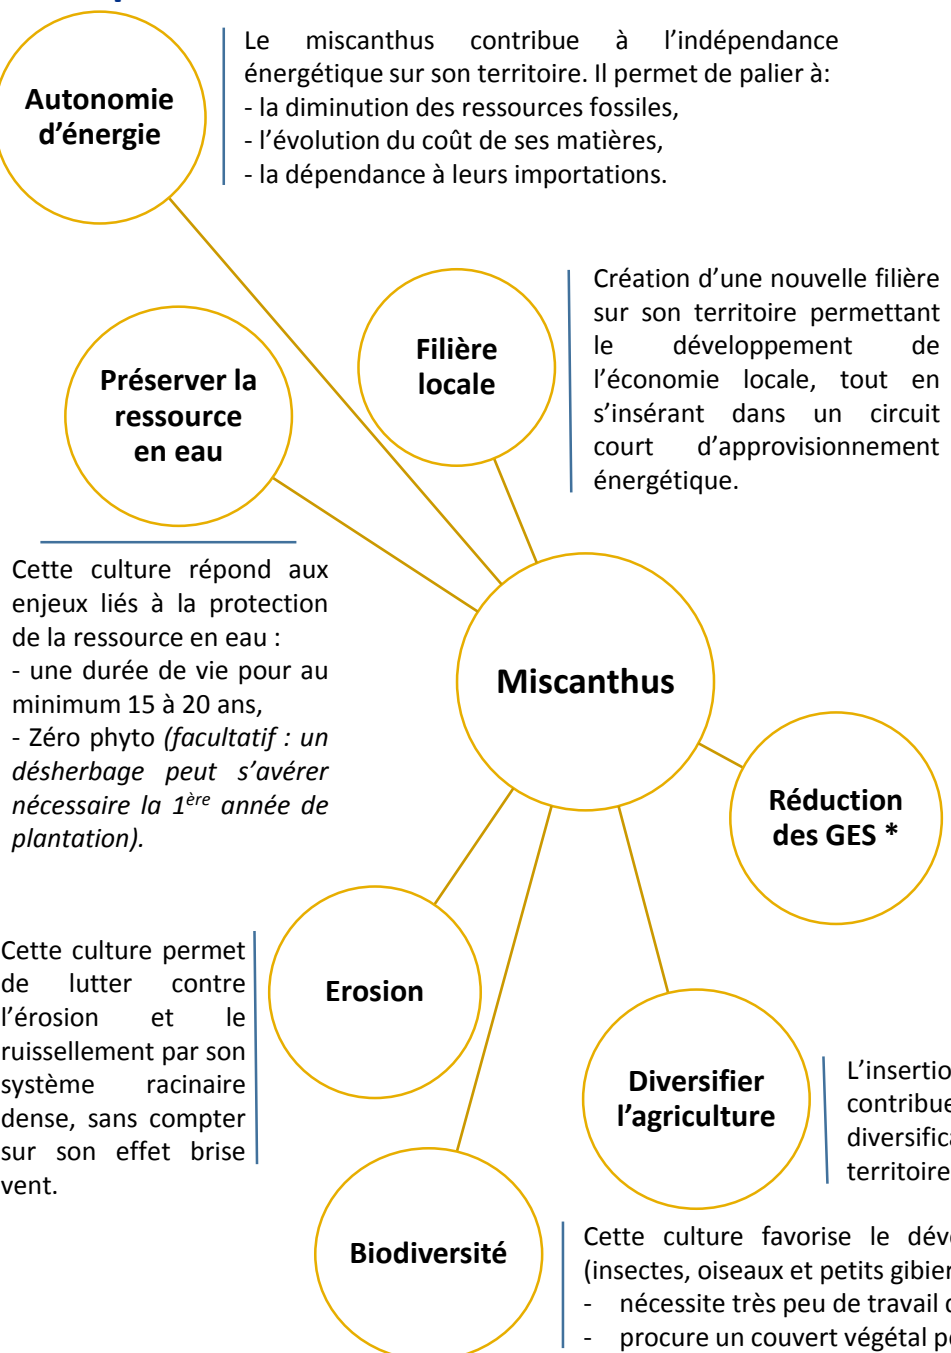 Autonomie
d'énergie
Le miscanthus contribue à l'indépendance
énergétique sur son territoire. Il permet de palier à:
- la diminution des ressources fossiles,
- l'évolution du coût de ses matières,
- la dépendance à leurs importations.
Filière
locale
Création d'une nouvelle filière
sur son territoire permettant
le développement de
l'économie locale, tout en
s'insérant dans un circuit
court d'approvisionnement
énergétique.
Préserver la
ressource
en eau
Cette culture répond aux
enjeux liés à la protection
de la ressource en eau :
- une durée de vie pour au
minimum 15 à 20 ans,
- Zéro phyto (facultatif : un
désherbage peut s'avérer
nécessaire la 1ère année de
plantation).
Miscanthus
Réduction
des GES *
Erosion
Cette culture permet
de lutter contre
l'érosion et le
ruissellement par son
système racinaire
dense, sans compter
sur son effet brise
vent.
Diversifier
l'agriculture
L'insertio
contribue
diversifica
territoire
Biodiversité
Cette culture favorise le dév
(insectes, oiseaux et petits gibier
- nécessite très peu de travail
- procure un couvert végétal p